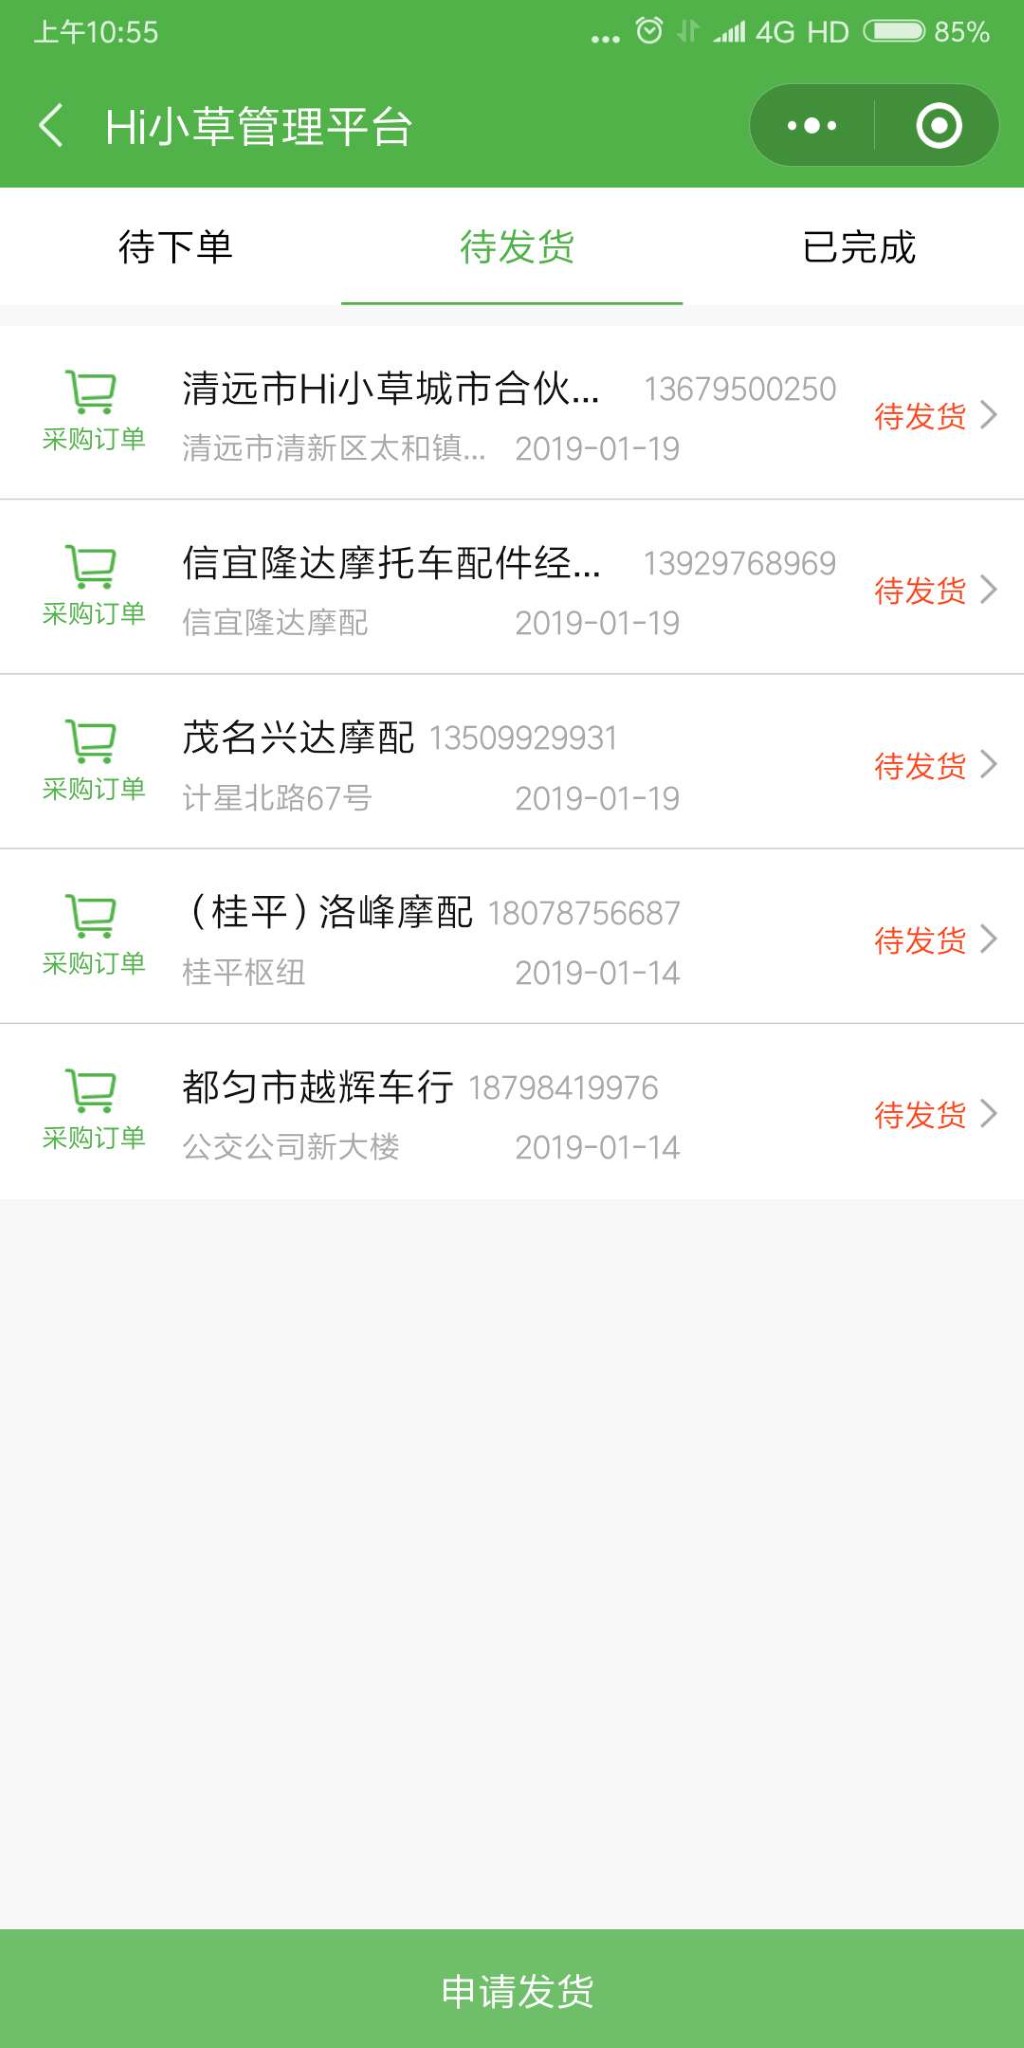 上午10:55 ... 4G HD 85%
Hi小草管理平台
待下单 待发货 已完成
清远市Hi小草城市合伙... 13679500250
采购订单 待发货
清远市清新区太和镇... 2019-01-19
信宜隆达摩托车配件经... 13929768969
采购订单 待发货
信宜隆达摩配 2019-01-19
茂名兴达摩配 13509929931
采购订单 待发货
计星北路67号 2019-01-19
（桂平）洛峰摩配 18078756687
采购订单 待发货
桂平枢纽 2019-01-14
都匀市越辉车行 18798419976
采购订单 待发货
公交公司新大楼 2019-01-14
申请发货